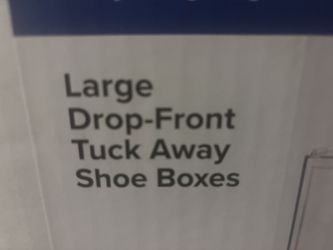 Large
Drop-Front
Tuck Away
Shoe Boxes